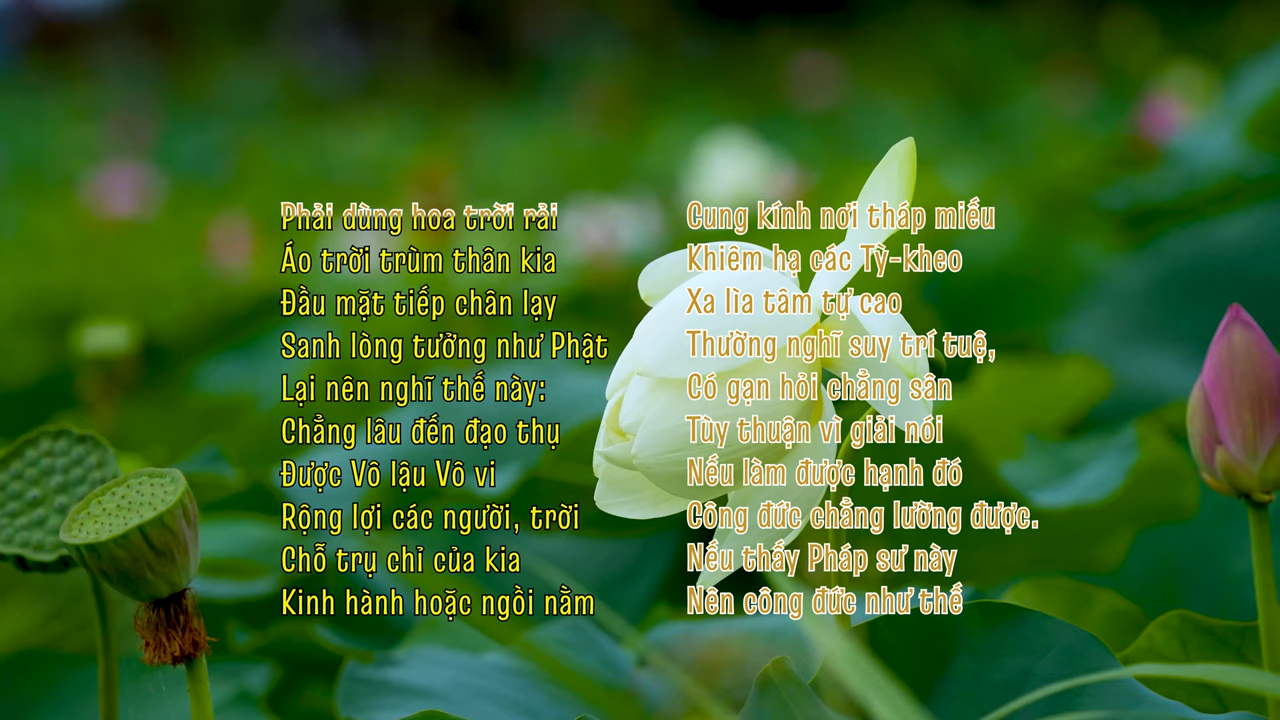 Phải dùng hoa trời rải
Áo trời trùm thân kia
Đầu mặt tiếp chân lạy
Sanh lòng tưởng như Phật
Lại nên nghĩ thế này:
Chẳng lâu đến đạo thụ
Được Vô lậu Vô vi
Rộng lợi các người, trời
Chỗ trụ chỉ của kia
Kinh hành hoặc ngồi nằm
Cung kính nơi tháp miếu
Khiêm hạ các Tỳ-kheo
Xa lìa tâm tự cao
Thường nghĩ suy trí tuệ,
Có gạn hỏi chẳng sân
Tùy thuận vì giải nói
Nếu làm được hạnh đó
Công đức chẳng lường được.
Nếu thấy Pháp sư này
Nên công đức như thế